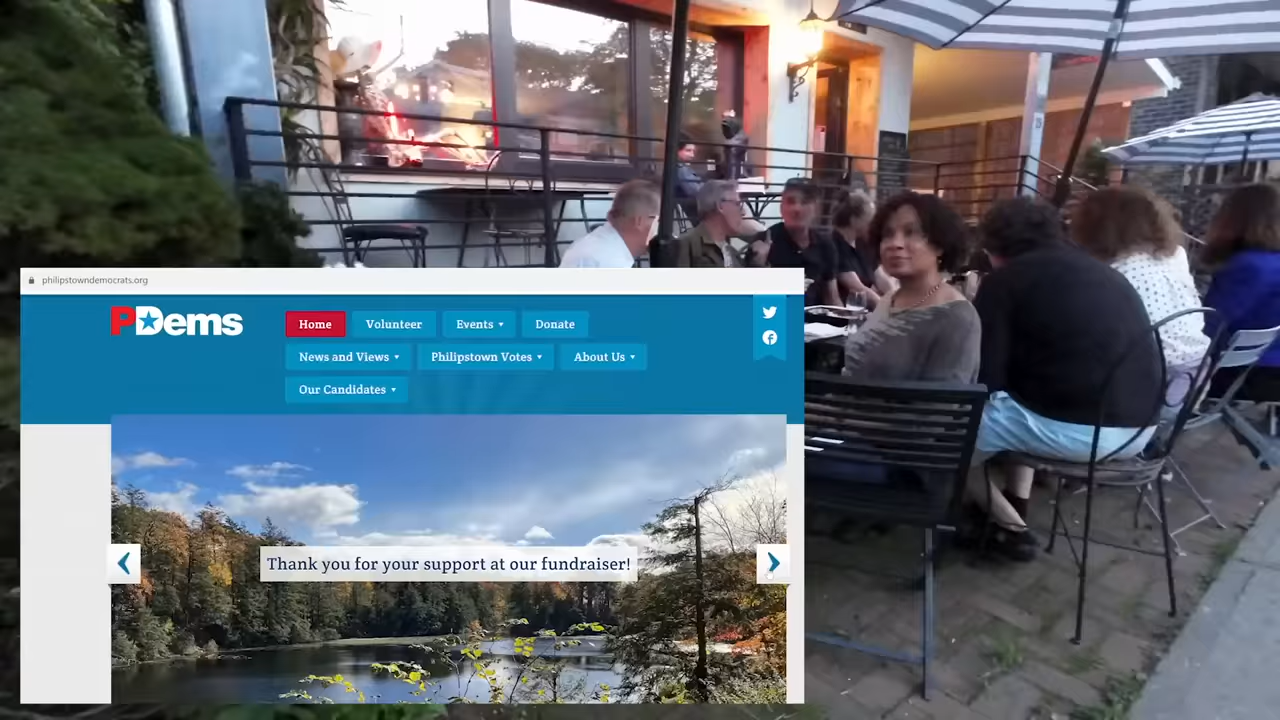 philipstowndemocrats.org
PDems
Home
Volunteer
Events
Donate
News and Views
Philipstown Votes
About Us
Our Candidates
Thank you for your support at our fundraiser!